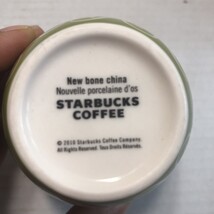 New bone china
Nouvelle porcelaine d'os
STARBUCKS
COFFEE
© 2010 Starbucks Coffee Company.
All Rights Reserved. Tous Droits Réservés.